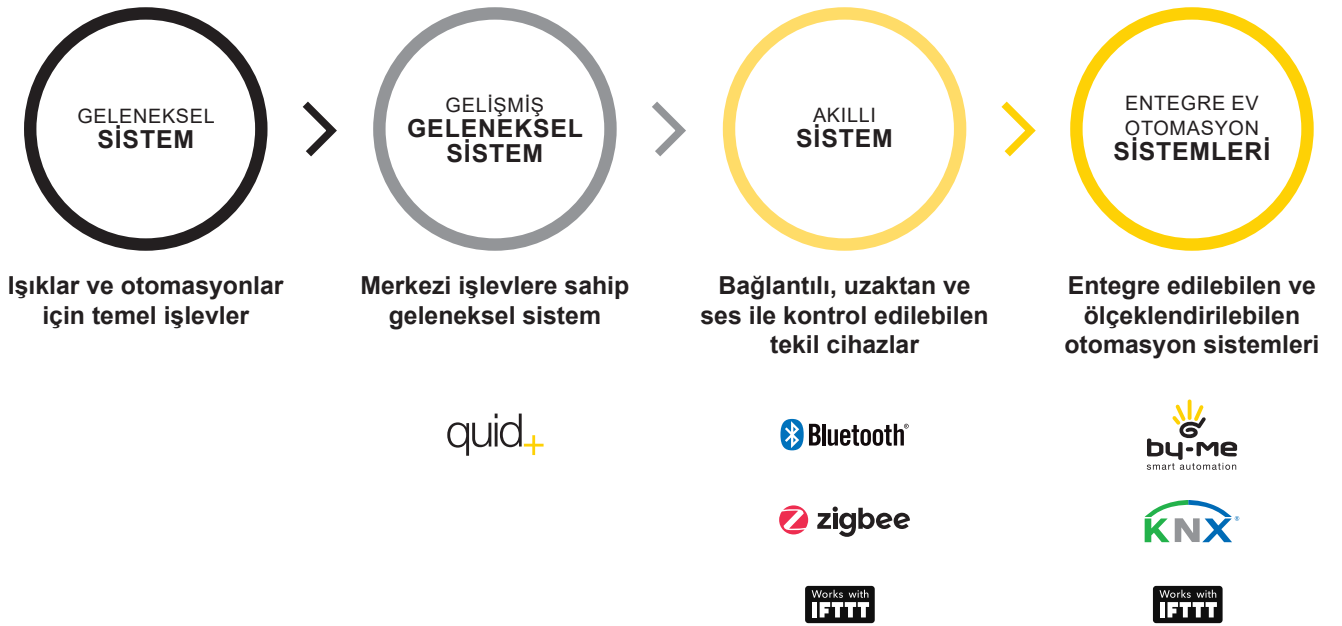 GELENEKSEL
SİSTEM
GELİŞMİŞ
GELENEKSEL
SİSTEM
AKILLI
SİSTEM
ENTEGRE EV
OTOMASYON
SİSTEMLERİ
Işıklar ve otomasyonlar
için temel işlevler
Merkezi işlevlere sahip
geleneksel sistem
Bağlantılı, uzaktan ve
ses ile kontrol edilebilen
tekil cihazlar
Entegre edilebilen ve
ölçeklendirilebilen
otomasyon sistemleri
quid+
Bluetooth®
zigbee
Works with
IFTTT
by-me
smart automation
KNX®
Works with
IFTTT